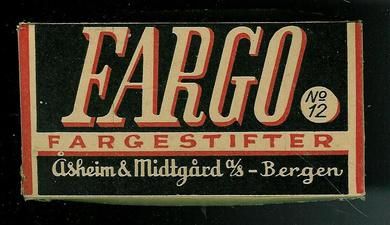 FARGO
No 12
FARGESTIFTER
Åsheim & Midtgård a/s - Bergen